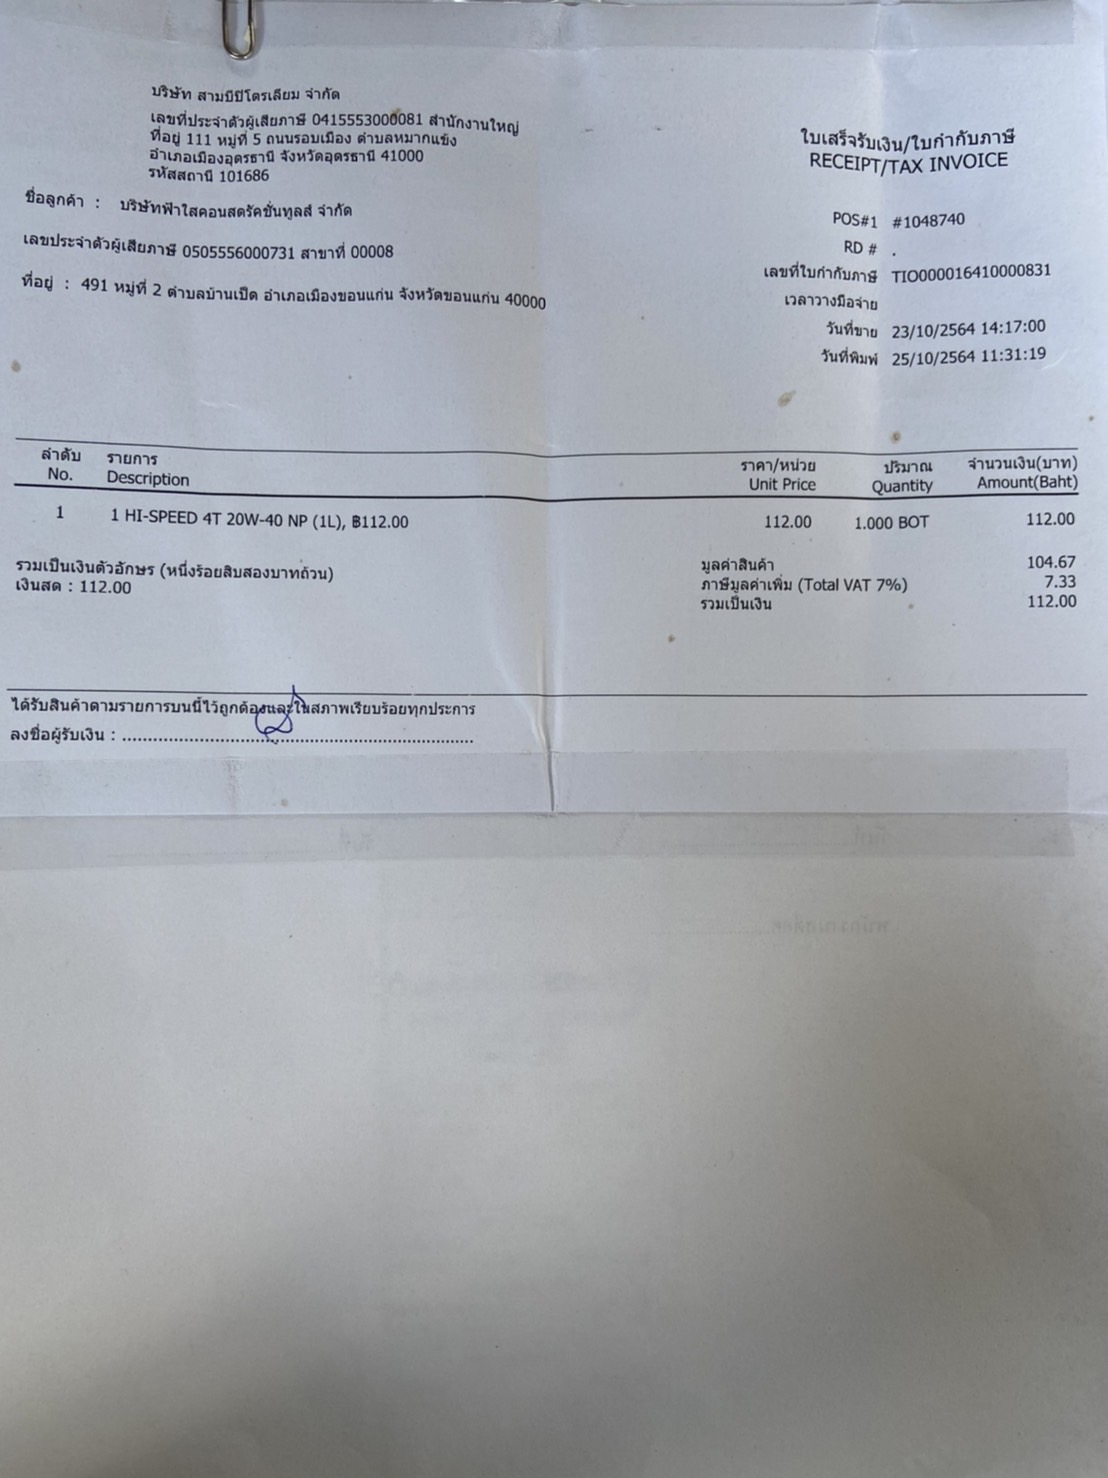 บริษัท สามบีปิโตรเลียม จำกัด
เลขที่ประจำตัวผู้เสียภาษี 0415553000081 สำนักงานใหญ่
ที่อยู่ 111 หมู่ที่ 5 ถนนรอบเมือง ตำบลหมากแข้ง
อำเภอเมืองอุดรธานี จังหวัดอุดรธานี 41000
รหัสสถานี 101686
ใบเสร็จรับเงิน/ใบกำกับภาษี
RECEIPT/TAX INVOICE
ชื่อลูกค้า : บริษัทฟ้าใสคอนสตรัคชั่นทูลส์ จำกัด
เลขประจำตัวผู้เสียภาษี 0505556000731 สาขาที่ 00008
ที่อยู่ : 491 หมู่ที่ 2 ตำบลบ้านเป็ด อำเภอเมืองขอนแก่น จังหวัดขอนแก่น 40000
POS#1 #1048740
RD # .
เลขที่ใบกำกับภาษี TIO000016410000831
เวลาวางมือจ่าย
วันที่ขาย 23/10/2564 14:17:00
วันที่พิมพ์ 25/10/2564 11:31:19
ลำดับ รายการ ราคา/หน่วย ปริมาณ จำนวนเงิน(บาท)
No. Description Unit Price Quantity Amount(Baht)
1 1 HI-SPEED 4T 20W-40 NP (1L), ฿112.00 112.00 1.000 BOT 112.00
รวมเป็นเงินตัวอักษร (หนึ่งร้อยสิบสองบาทถ้วน)
เงินสด : 112.00
มูลค่าสินค้า 104.67
ภาษีมูลค่าเพิ่ม (Total VAT 7%) 7.33
รวมเป็นเงิน 112.00
ได้รับสินค้าตามรายการบนนี้ไว้ถูกต้องและในสภาพเรียบร้อยทุกประการ
ลงชื่อผู้รับเงิน : ......................................................................